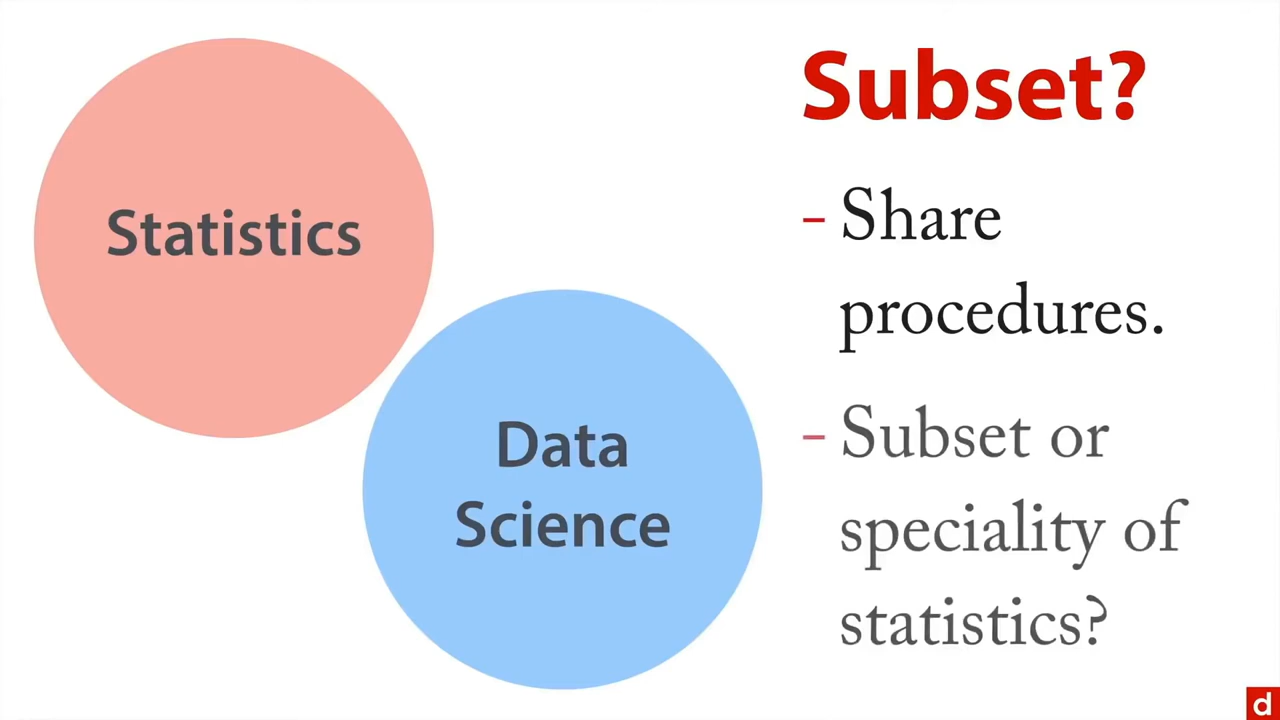 Statistics
Data
Science
Subset?
- Share
procedures.
- Subset or
speciality of
statistics?
d